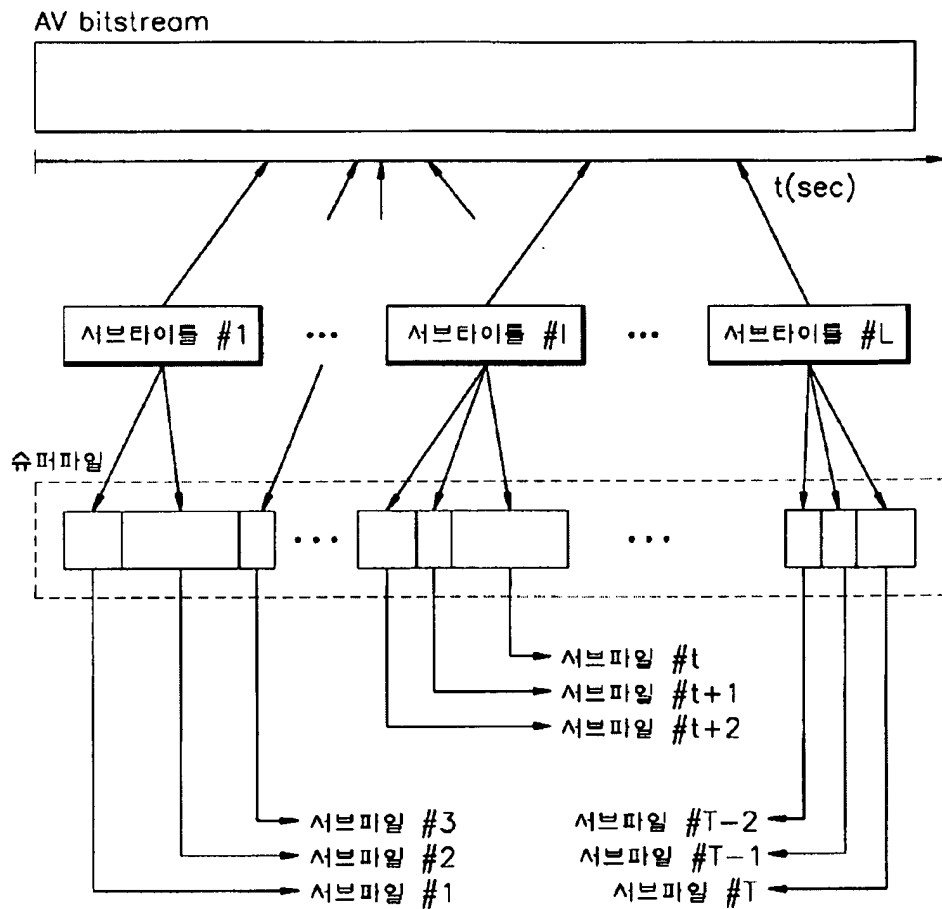 AV bitstream
t(sec)
서브타이틀 #1 ... 서브타이틀 #I ... 서브타이틀 #L
슈퍼파일
... ...
서브파일 #t
서브파일 #t+1
서브파일 #t+2
서브파일 #3
서브파일 #2
서브파일 #1
서브파일 #T-2
서브파일 #T-1
서브파일 #T